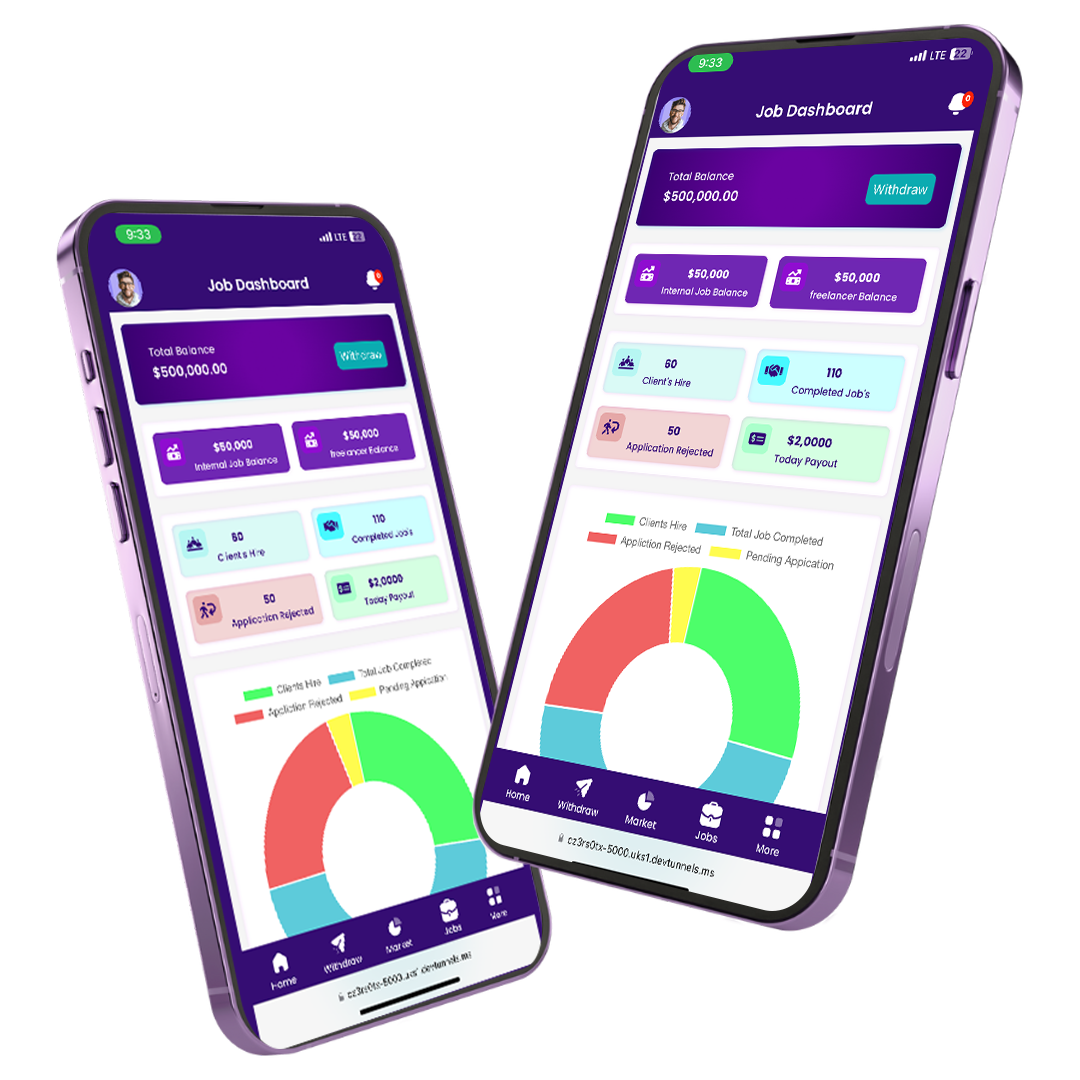 9:33
LTE 22
Job Dashboard
0
Total Balance
$500,000.00
Withdraw
$50,000
Internal Job Balance
$50,000
freelancer Balance
60
Client's Hire
110
Completed Job's
50
Application Rejected
$2,0000
Today Payout
Clients Hire
Total Job Completed
Appliction Rejected
Pending Appication
Home
Withdraw
Market
Jobs
More
cz3rs0tx-5000.uks1.devtunnels.ms
9:33
LTE 22
Job Dashboard
0
Total Balance
$500,000.00
Withdraw
$50,000
Internal Job Balance
$50,000
freelancer Balance
60
Client's Hire
110
Completed Job's
50
Application Rejected
$2,0000
Today Payout
Clients Hire
Total Job Completed
Appliction Rejected
Pending Appication
Home
Withdraw
Market
Jobs
More
cz3rs0tx-5000.uks1.devtunnels.ms